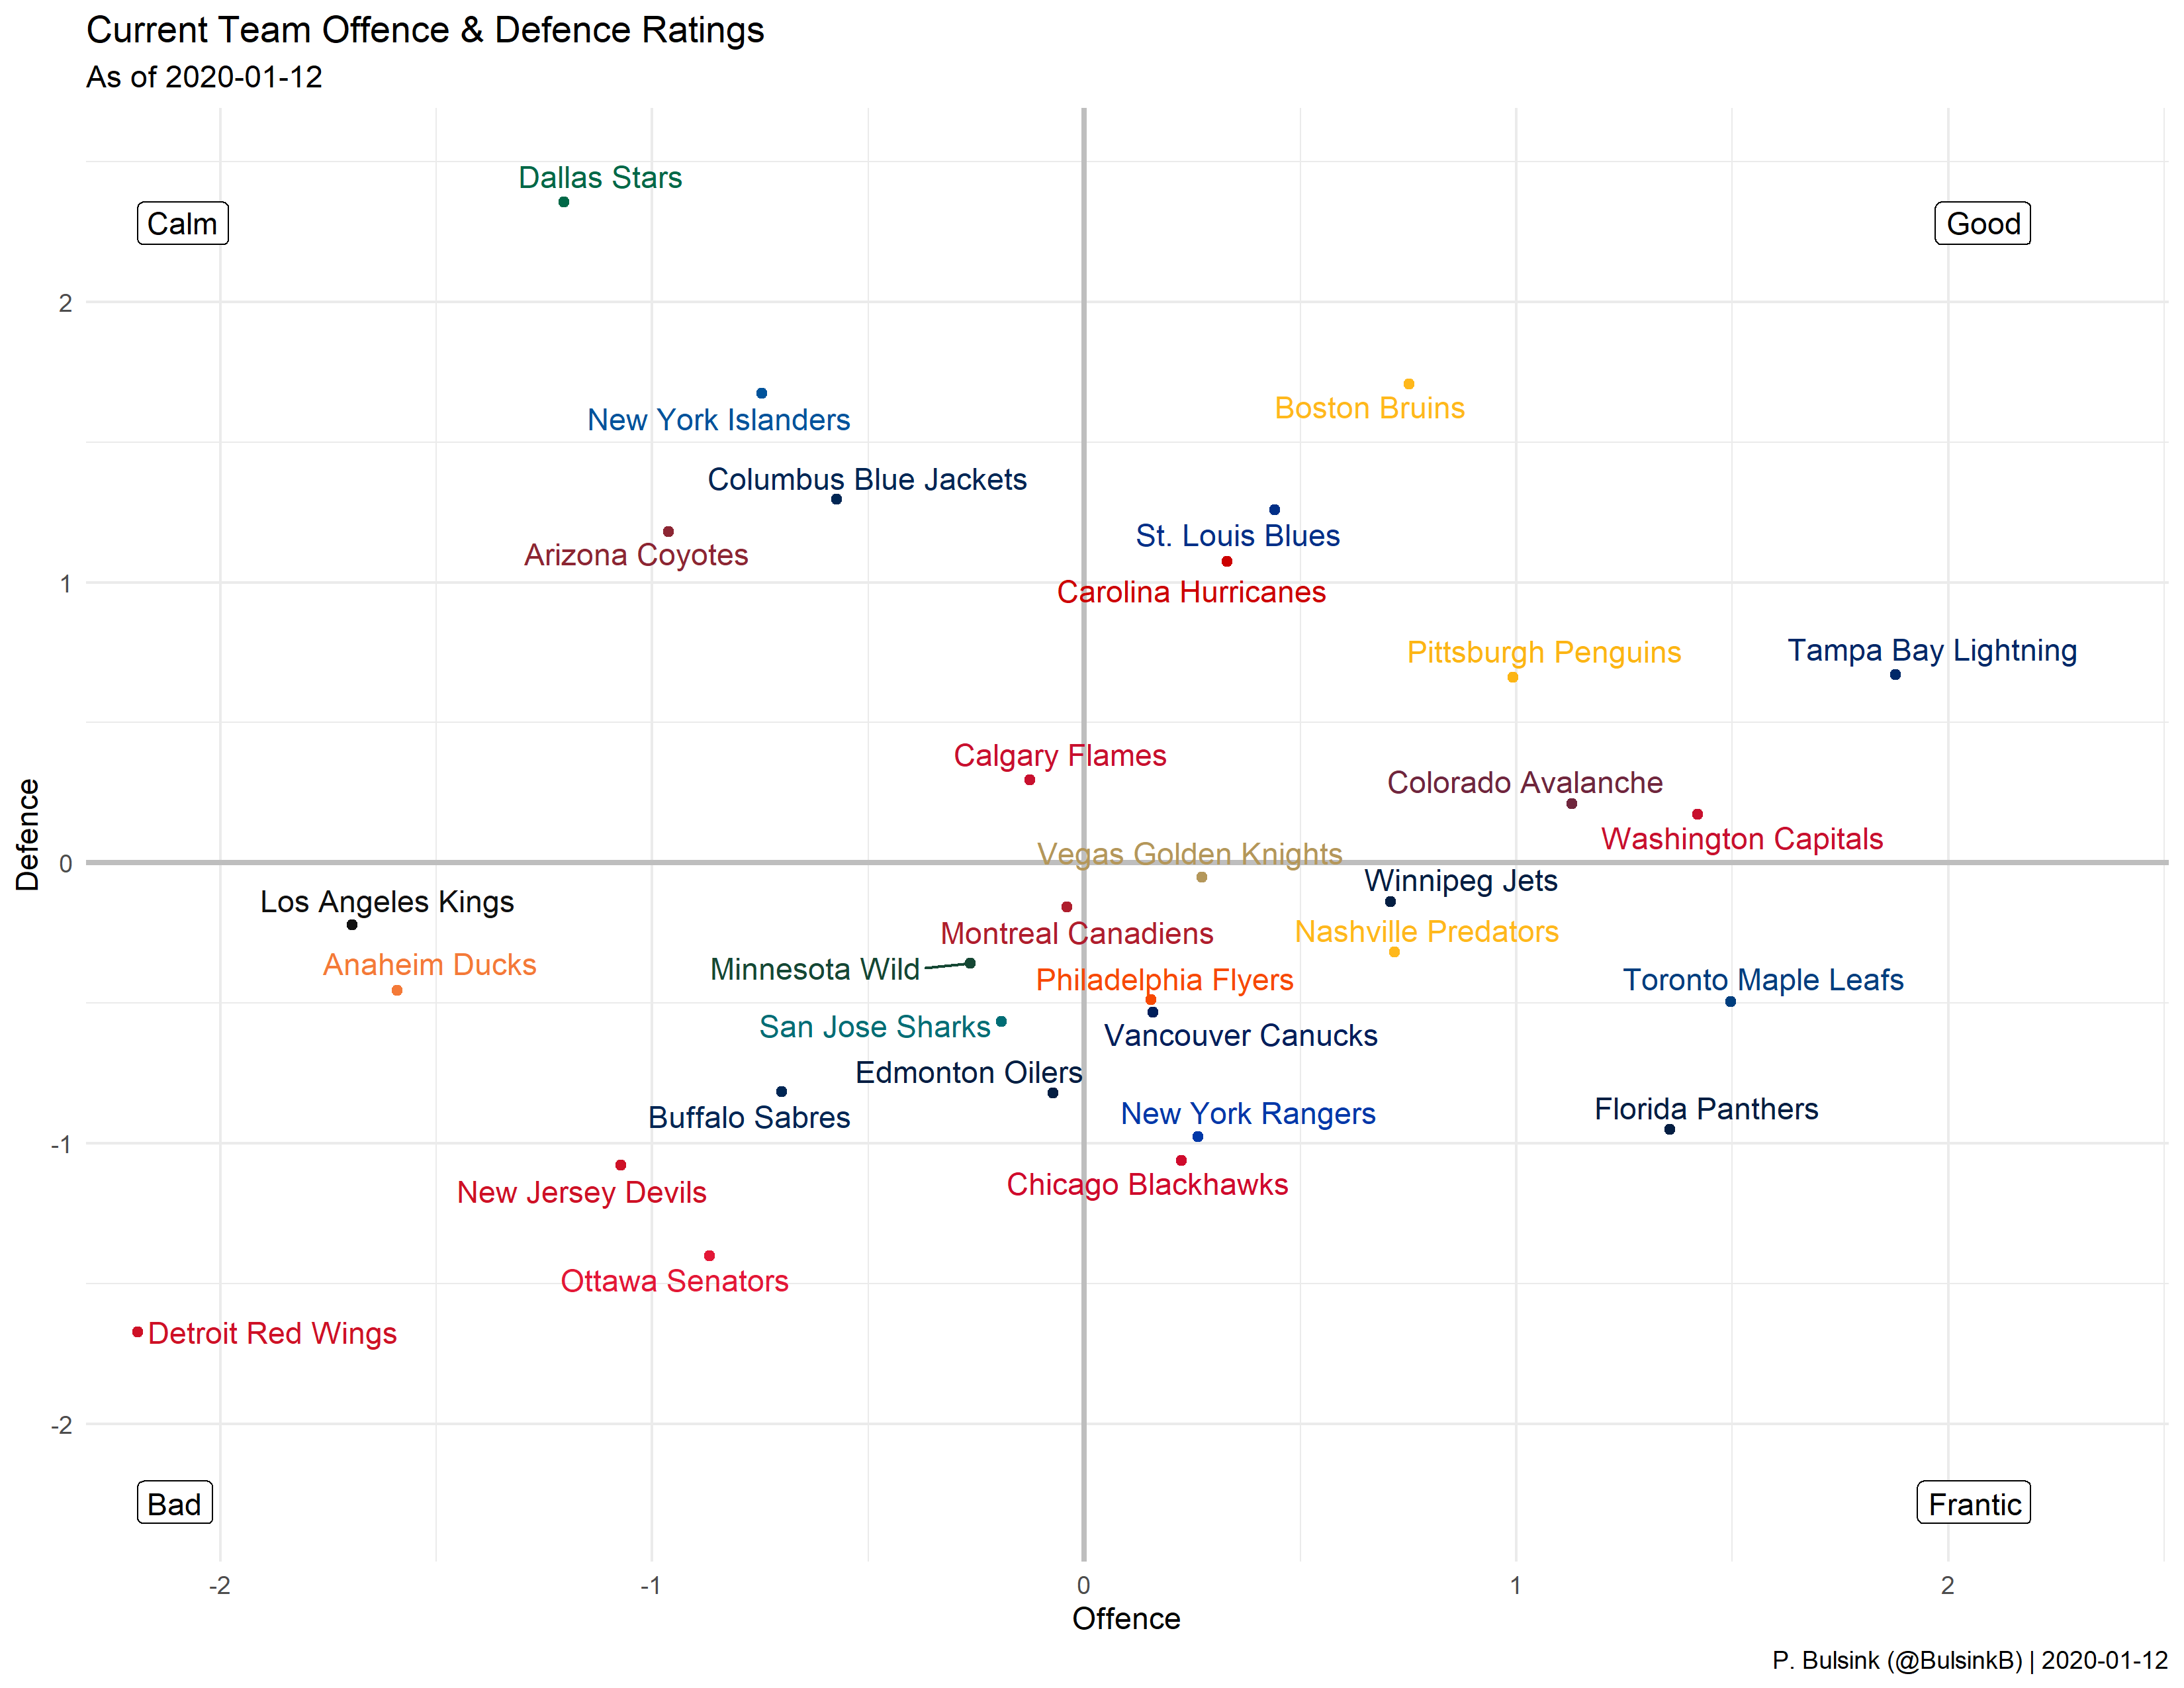 Current Team Offence & Defence Ratings
As of 2020-01-12
Dallas Stars
Calm
Good
2
New York Islanders
Boston Bruins
Columbus Blue Jackets
St. Louis Blues
Arizona Coyotes
1
Carolina Hurricanes
Pittsburgh Penguins
Tampa Bay Lightning
Calgary Flames
Colorado Avalanche
Washington Capitals
Defence
Vegas Golden Knights
0
Winnipeg Jets
Los Angeles Kings
Montreal Canadiens
Nashville Predators
Anaheim Ducks
Minnesota Wild
Philadelphia Flyers
Toronto Maple Leafs
San Jose Sharks
Vancouver Canucks
Edmonton Oilers
Buffalo Sabres
New York Rangers
Florida Panthers
-1
New Jersey Devils
Chicago Blackhawks
Ottawa Senators
Detroit Red Wings
-2
Bad
Frantic
-2
-1
0
1
2
Offence
P. Bulsink (@BulsinkB) | 2020-01-12